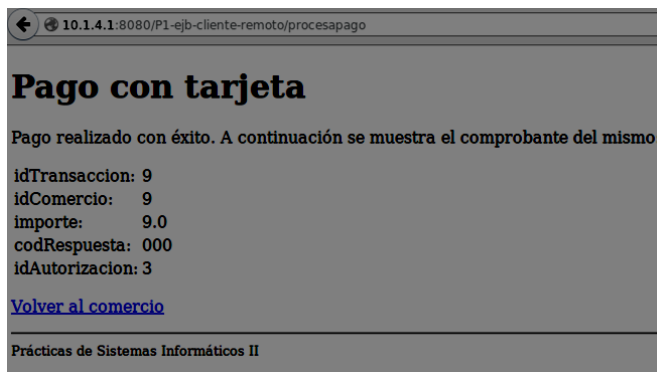 10.1.4.1:8080/P1-ejb-cliente-remoto/procesapago
Pago con tarjeta
Pago realizado con éxito. A continuación se muestra el comprobante del mismo
idTransaccion: 9
idComercio: 9
importe: 9.0
codRespuesta: 000
idAutorizacion: 3
Volver al comercio
Prácticas de Sistemas Informáticos II